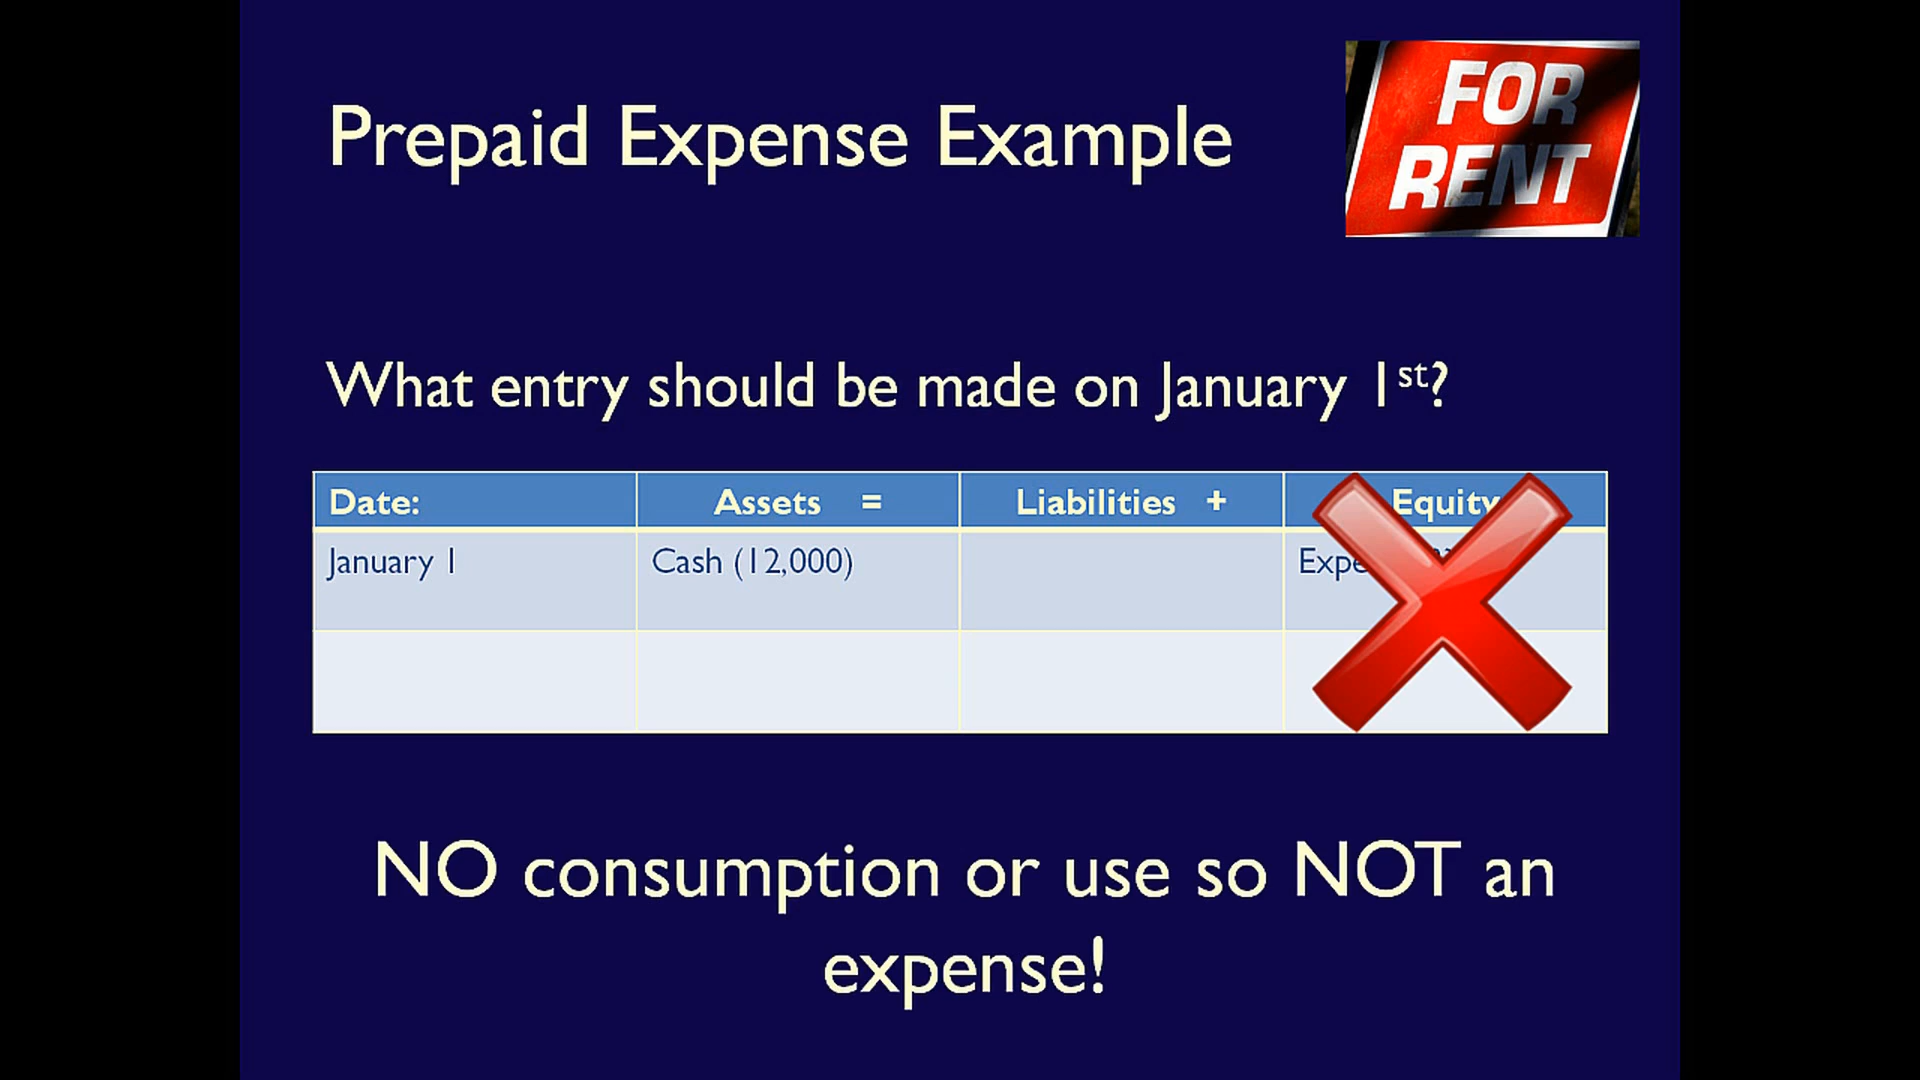 Prepaid Expense Example
FOR
RENT
What entry should be made on January 1st?
Date: Assets = Liabilities + Equity
January 1 Cash (12,000)
NO consumption or use so NOT an
expense!